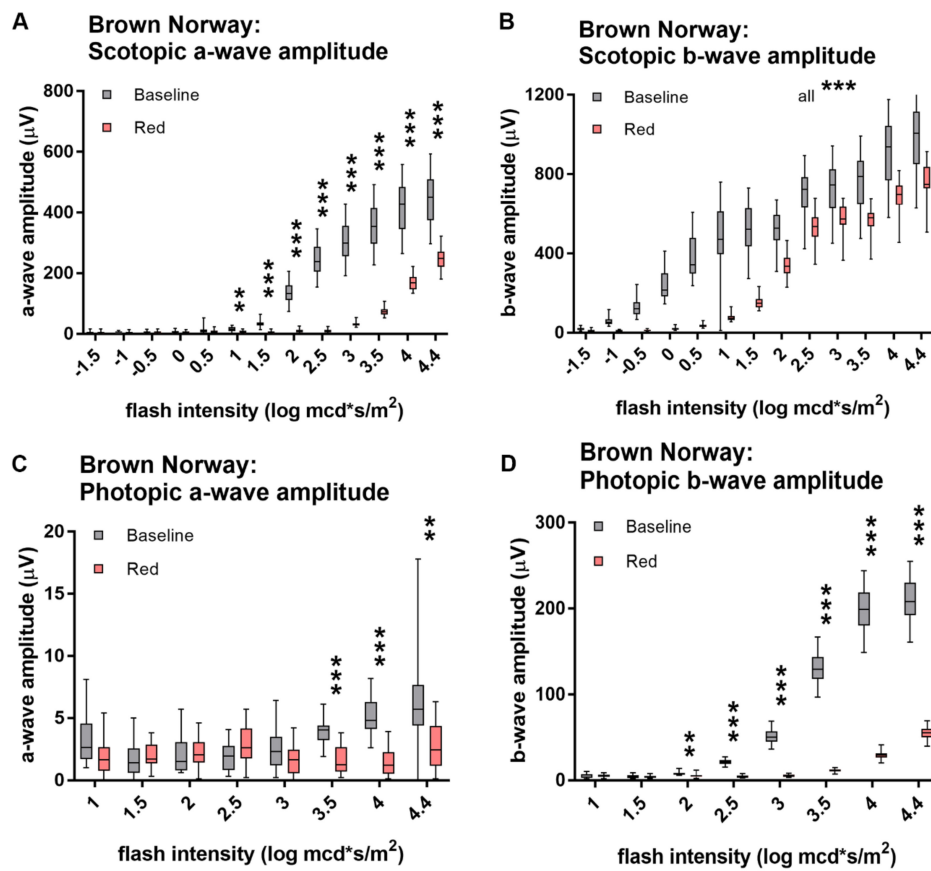 A
Brown Norway:
Scotopic a-wave amplitude
Baseline
Red
a-wave amplitude (µV)
800
600
400
200
0
** *** *** *** *** *** *** ***
-1.5 -1 -0.5 0 0.5 1 1.5 2 2.5 3 3.5 4 4.4
flash intensity (log mcd*s/m²)
B
Brown Norway:
Scotopic b-wave amplitude
Baseline
Red
all ***
b-wave amplitude (µV)
1200
800
400
0
-1.5 -1 -0.5 0 0.5 1 1.5 2 2.5 3 3.5 4 4.4
flash intensity (log mcd*s/m²)
C
Brown Norway:
Photopic a-wave amplitude
Baseline
Red
a-wave amplitude (µV)
20
15
10
5
0
*** *** **
1 1.5 2 2.5 3 3.5 4 4.4
flash intensity (log mcd*s/m²)
D
Brown Norway:
Photopic b-wave amplitude
Baseline
Red
b-wave amplitude (µV)
300
200
100
0
** *** *** *** *** ***
1 1.5 2 2.5 3 3.5 4 4.4
flash intensity (log mcd*s/m²)